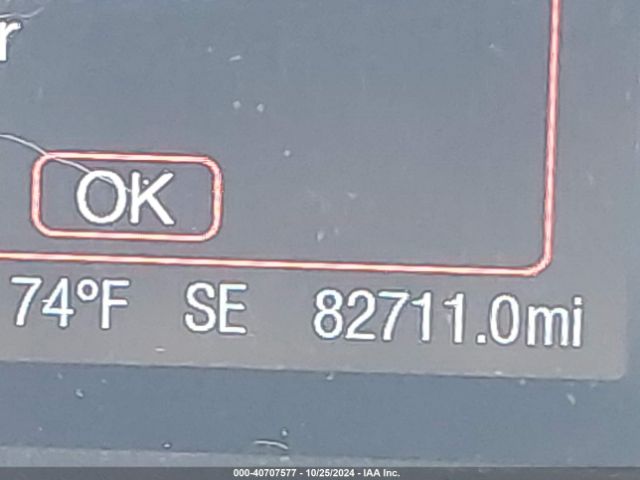 r
OK
74°F SE 82711.0mi
000-40707577 - 10/25/2024 - IAA Inc.